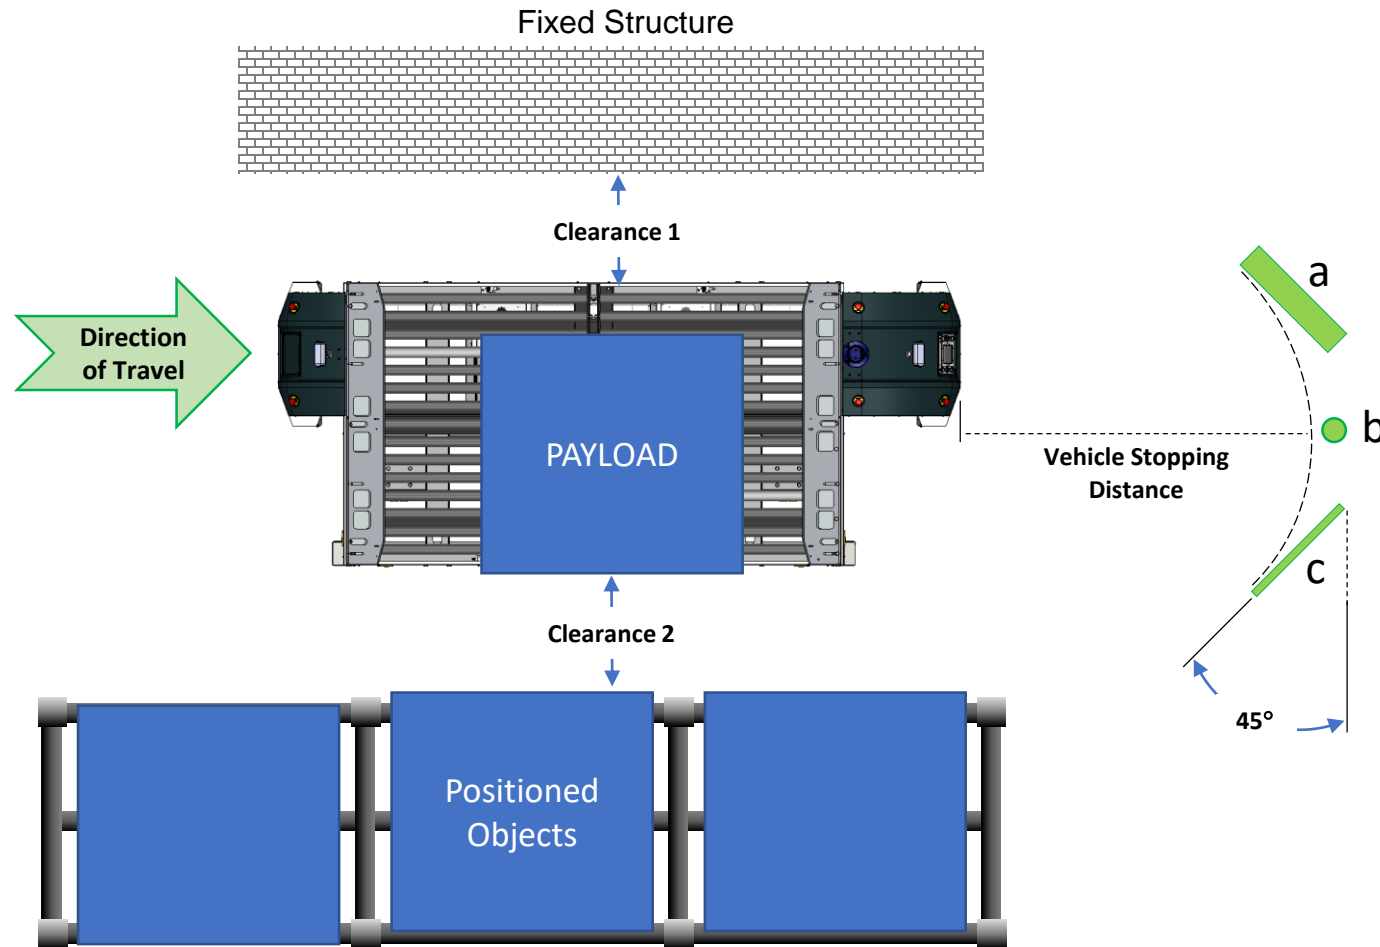 Fixed Structure
Clearance 1
a
Direction
of Travel
b
PAYLOAD
Vehicle Stopping
Distance
c
Clearance 2
45°
Positioned
Objects